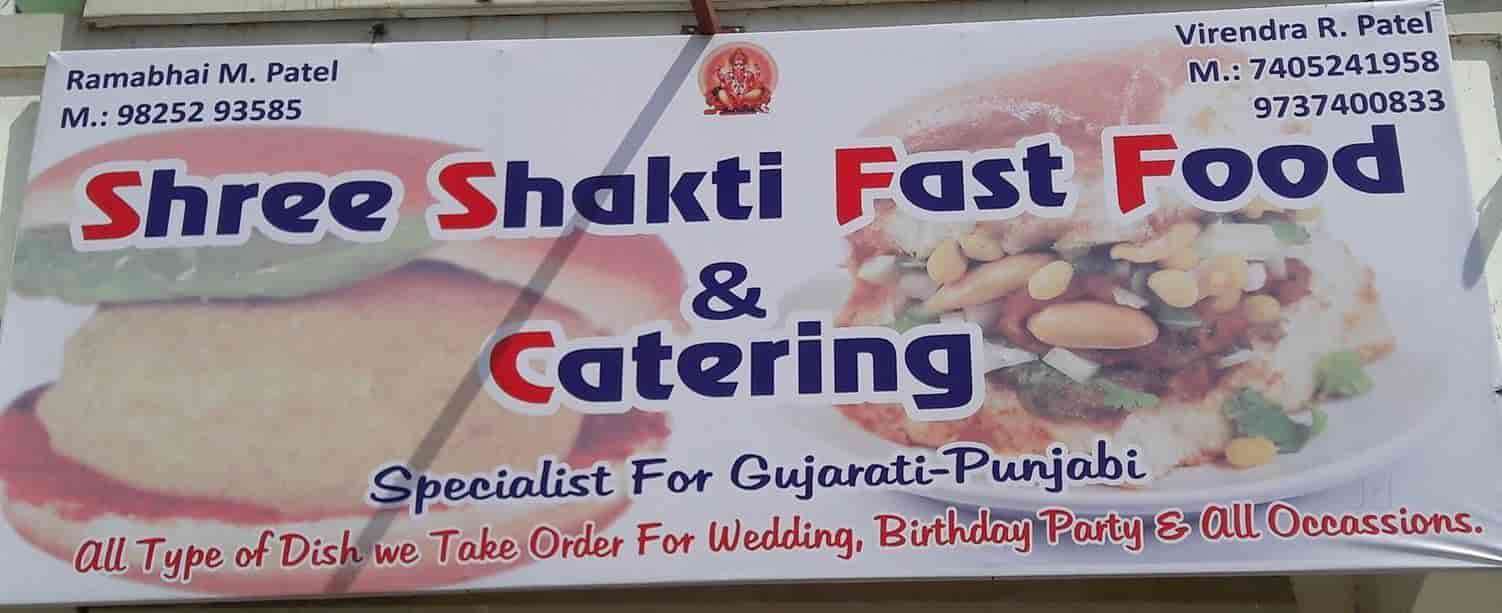 Ramabhai M. Patel
M.: 98252 93585
Virendra R. Patel
M.: 7405241958
9737400833
Shree Shakti Fast Food
&
Catering
Specialist For Gujarati-Punjabi
All Type of Dish we Take Order For Wedding, Birthday Party & All Occassions.